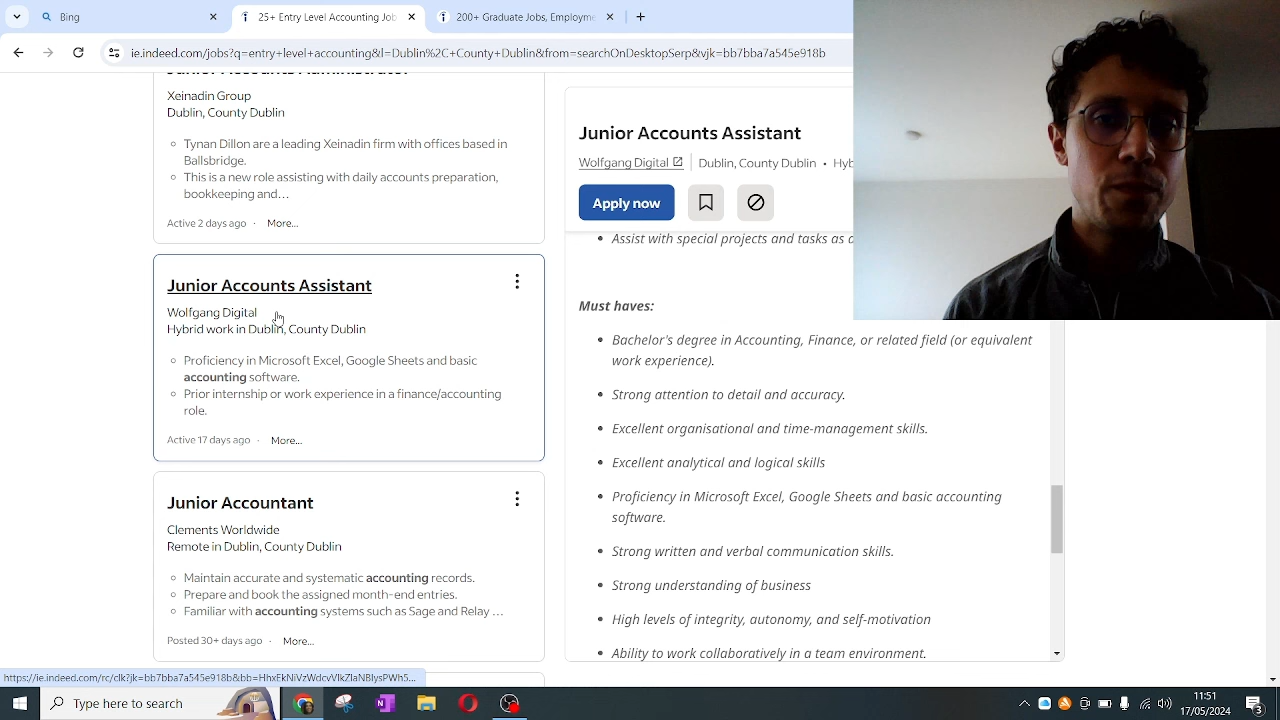 Bing
25+ Entry Level Accounting Job
200+ Graduate Jobs, Employme
ie.indeed.com/jobs?q=entry+level+accounting&l=Dublin%2C+County+Dublin&from=searchOnDesktopSerp&vjk=bb7bba7a545e918b
Junior Accounts Administrator
Xeinadin Group
Dublin, County Dublin
Tynan Dillon are a leading Xeinadin firm with offices based in
Ballsbridge.
This is a new role assisting with daily accounts preparation,
bookkeeping and…
Active 2 days ago · More...
Junior Accounts Assistant
Wolfgang Digital
Hybrid work in Dublin, County Dublin
Proficiency in Microsoft Excel, Google Sheets and basic
accounting software.
Prior internship or work experience in a finance/accounting
role.
Active 17 days ago · More...
Junior Accountant
Clements Worldwide
Remote in Dublin, County Dublin
Maintain accurate and systematic accounting records.
Prepare and book the assigned month-end entries.
Familiar with accounting systems such as Sage and Relay …
Posted 30+ days ago · More...
Junior Accounts Assistant
Wolfgang Digital Dublin, County Dublin • Hyb
Apply now
Assist with special projects and tasks as a
Must haves:
Bachelor's degree in Accounting, Finance, or related field (or equivalent
work experience).
Strong attention to detail and accuracy.
Excellent organisational and time-management skills.
Excellent analytical and logical skills
Proficiency in Microsoft Excel, Google Sheets and basic accounting
software.
Strong written and verbal communication skills.
Strong understanding of business
High levels of integrity, autonomy, and self-motivation
Ability to work collaboratively in a team environment.
Type here to search
11:51
17/05/2024